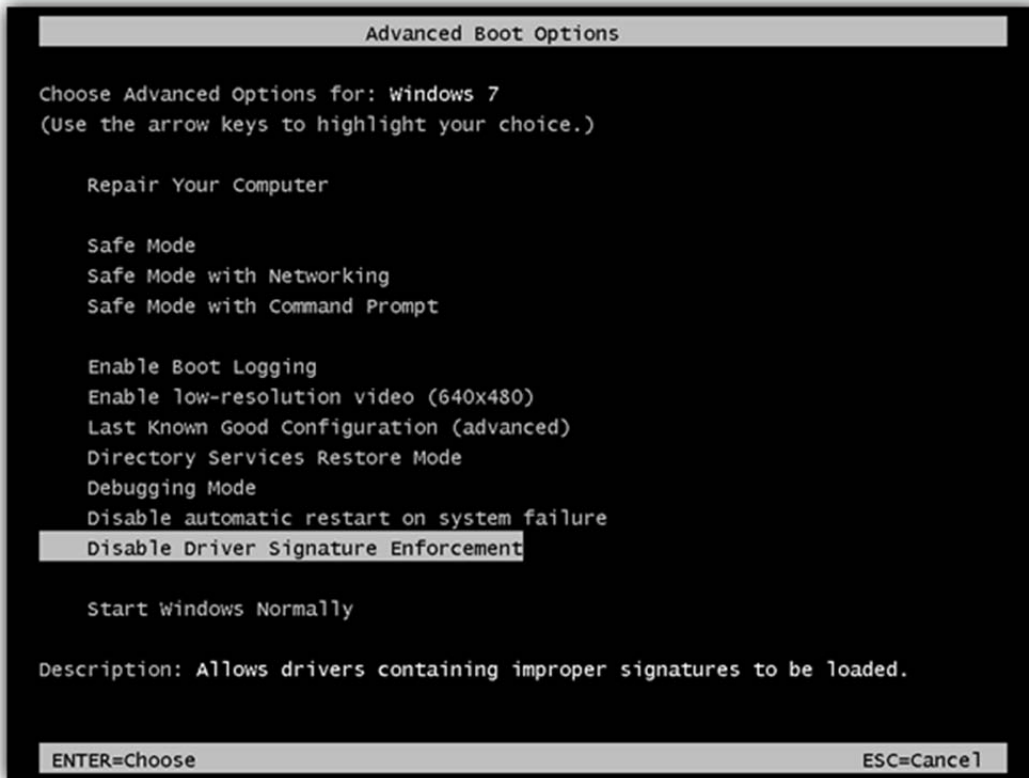 Advanced Boot Options
Choose Advanced Options for: Windows 7
(Use the arrow keys to highlight your choice.)
Repair Your Computer
Safe Mode
Safe Mode with Networking
Safe Mode with Command Prompt
Enable Boot Logging
Enable low-resolution video (640x480)
Last Known Good Configuration (advanced)
Directory Services Restore Mode
Debugging Mode
Disable automatic restart on system failure
Disable Driver Signature Enforcement
Start Windows Normally
Description: Allows drivers containing improper signatures to be loaded.
ENTER=Choose ESC=Cancel